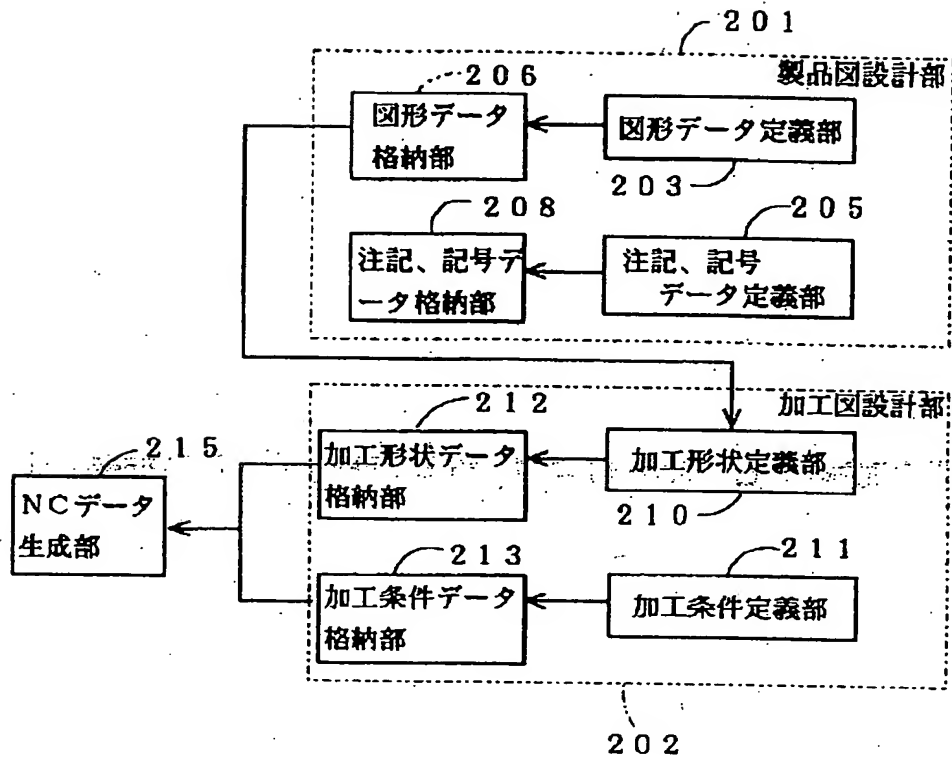 201
製品図設計部
206
図形データ
格納部
図形データ定義部
203
208
205
注記、記号デ
ータ格納部
注記、記号
データ定義部
加工図設計部
212
215
加工形状データ
格納部
加工形状定義部
NCデータ
生成部
210
213
211
加工条件データ
格納部
加工条件定義部
202